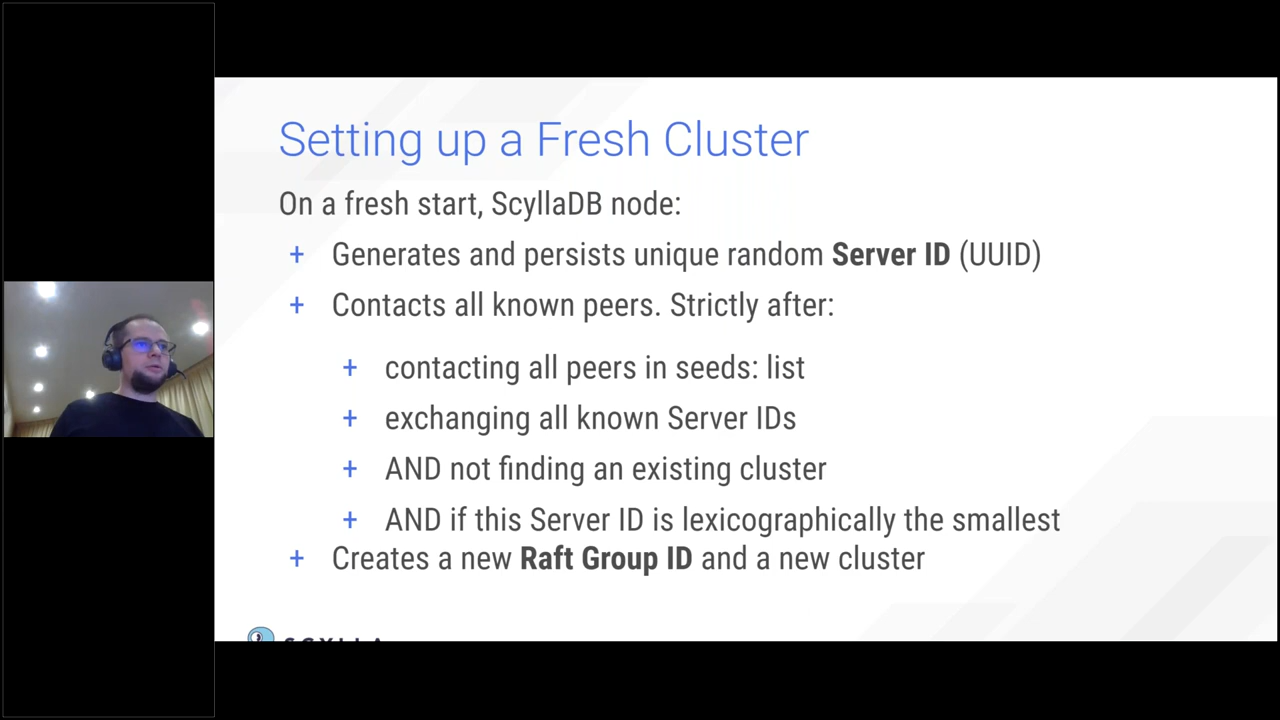 Setting up a Fresh Cluster
On a fresh start, ScyllaDB node:
+ Generates and persists unique random Server ID (UUID)
+ Contacts all known peers. Strictly after:
+ contacting all peers in seeds: list
+ exchanging all known Server IDs
+ AND not finding an existing cluster
+ AND if this Server ID is lexicographically the smallest
+ Creates a new Raft Group ID and a new cluster